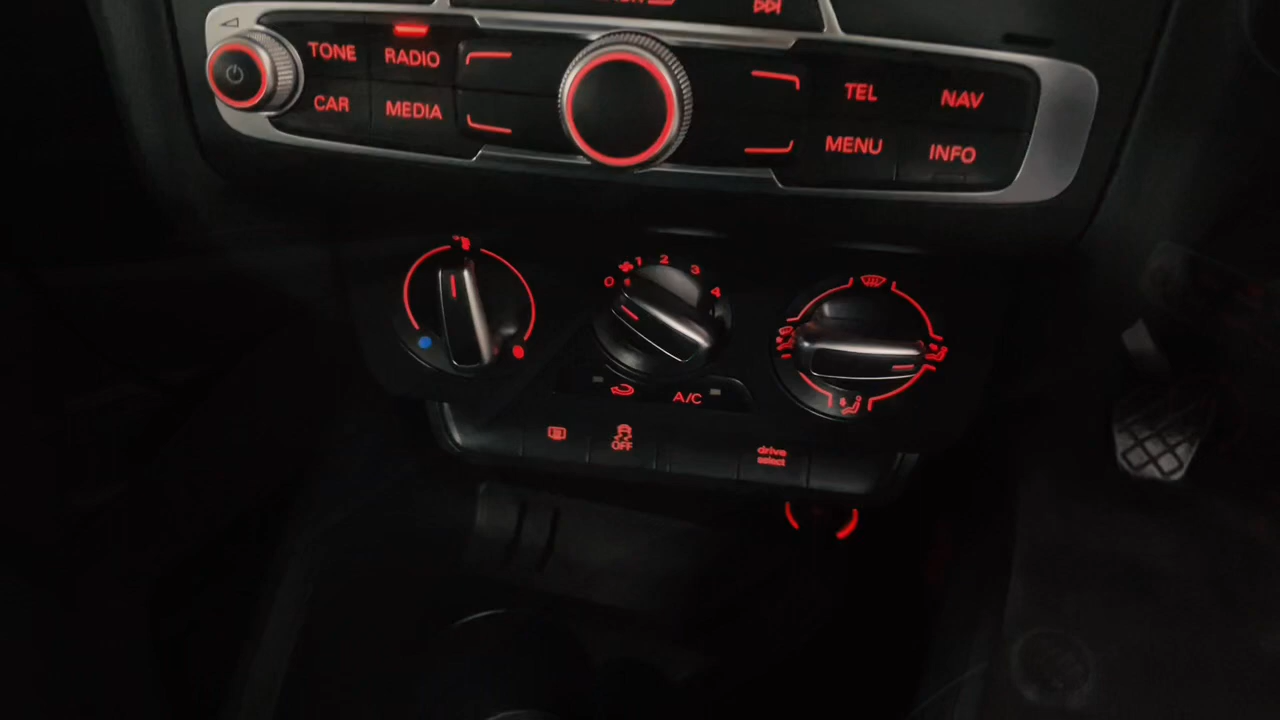 TONE RADIO TEL NAV
CAR MEDIA MENU INFO
0 1 2 3 4
A/C
OFF
drive
select